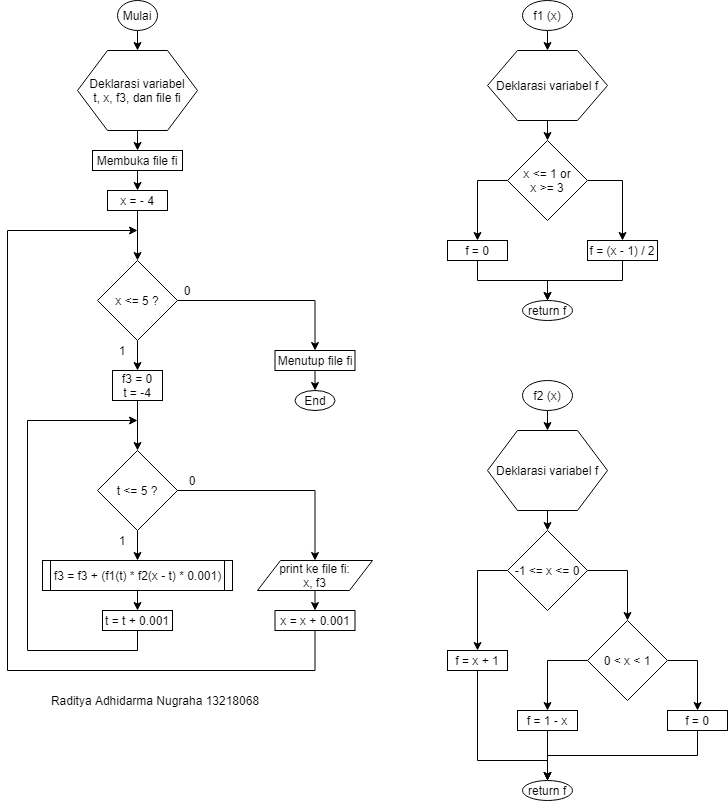 Mulai
Deklarasi variabel
t, x, f3, dan file fi
Membuka file fi
x = - 4
x <= 5 ?
0
1
Menutup file fi
End
f3 = 0
t = -4
t <= 5 ?
0
1
f3 = f3 + (f1(t) * f2(x - t) * 0.001)
print ke file fi:
x, f3
t = t + 0.001
x = x + 0.001
Raditya Adhidarma Nugraha 13218068
f1 (x)
Deklarasi variabel f
x <= 1 or
x >= 3
f = 0
f = (x - 1) / 2
return f
f2 (x)
Deklarasi variabel f
-1 <= x <= 0
f = x + 1
0 < x < 1
f = 1 - x
f = 0
return f